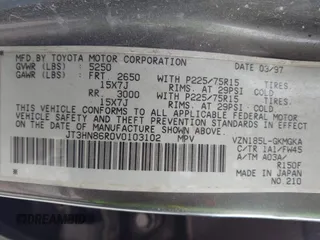 MFD BY TOYOTA MOTOR CORPORATION DATE 03/97
GVWR (LBS) 5250
GAWR (LBS) FRT 2650 WITH P225/75R15 TIRES
15X7J RIMS. AT 29PSI COLD.
RR 3000 WITH P225/75R15 TIRES
15X7J RIMS. AT 29PSI COLD.
THIS VEHICLE CONFORMS TO ALL APPLICABLE FEDERAL
MOTOR VEHICLE SAFETY AND THEFT PREVENTION STANDARDS
IN EFFECT ON THE DATE OF MANUFACTURE SHOWN ABOVE.
JT3HN86R0V0103102 MPV VZN185L-GKMGKA
C/TR 1A1/FW45
A/TM A03A/
R150F
MADE IN JAPAN
NO.210
AUTOBIDMASTER